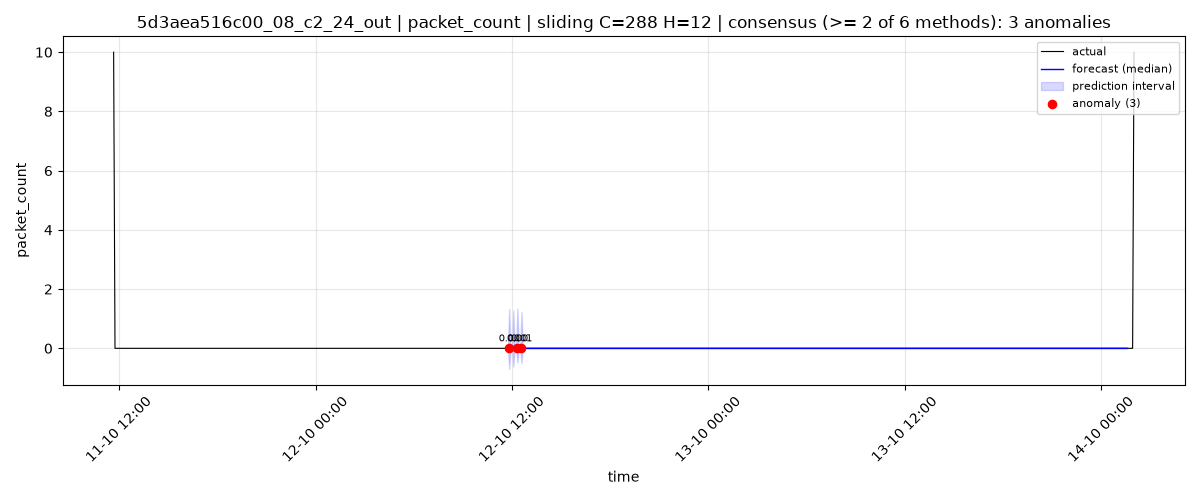 5d3aea516c00_08_c2_24_out | packet_count | sliding C=288 H=12 | consensus (>= 2 of 6 methods): 3 anomalies
actual
forecast (median)
prediction interval
anomaly (3)
packet_count
10
8
6
4
2
0
11-10 12:00
12-10 00:00
12-10 12:00
13-10 00:00
13-10 12:00
14-10 00:00
time